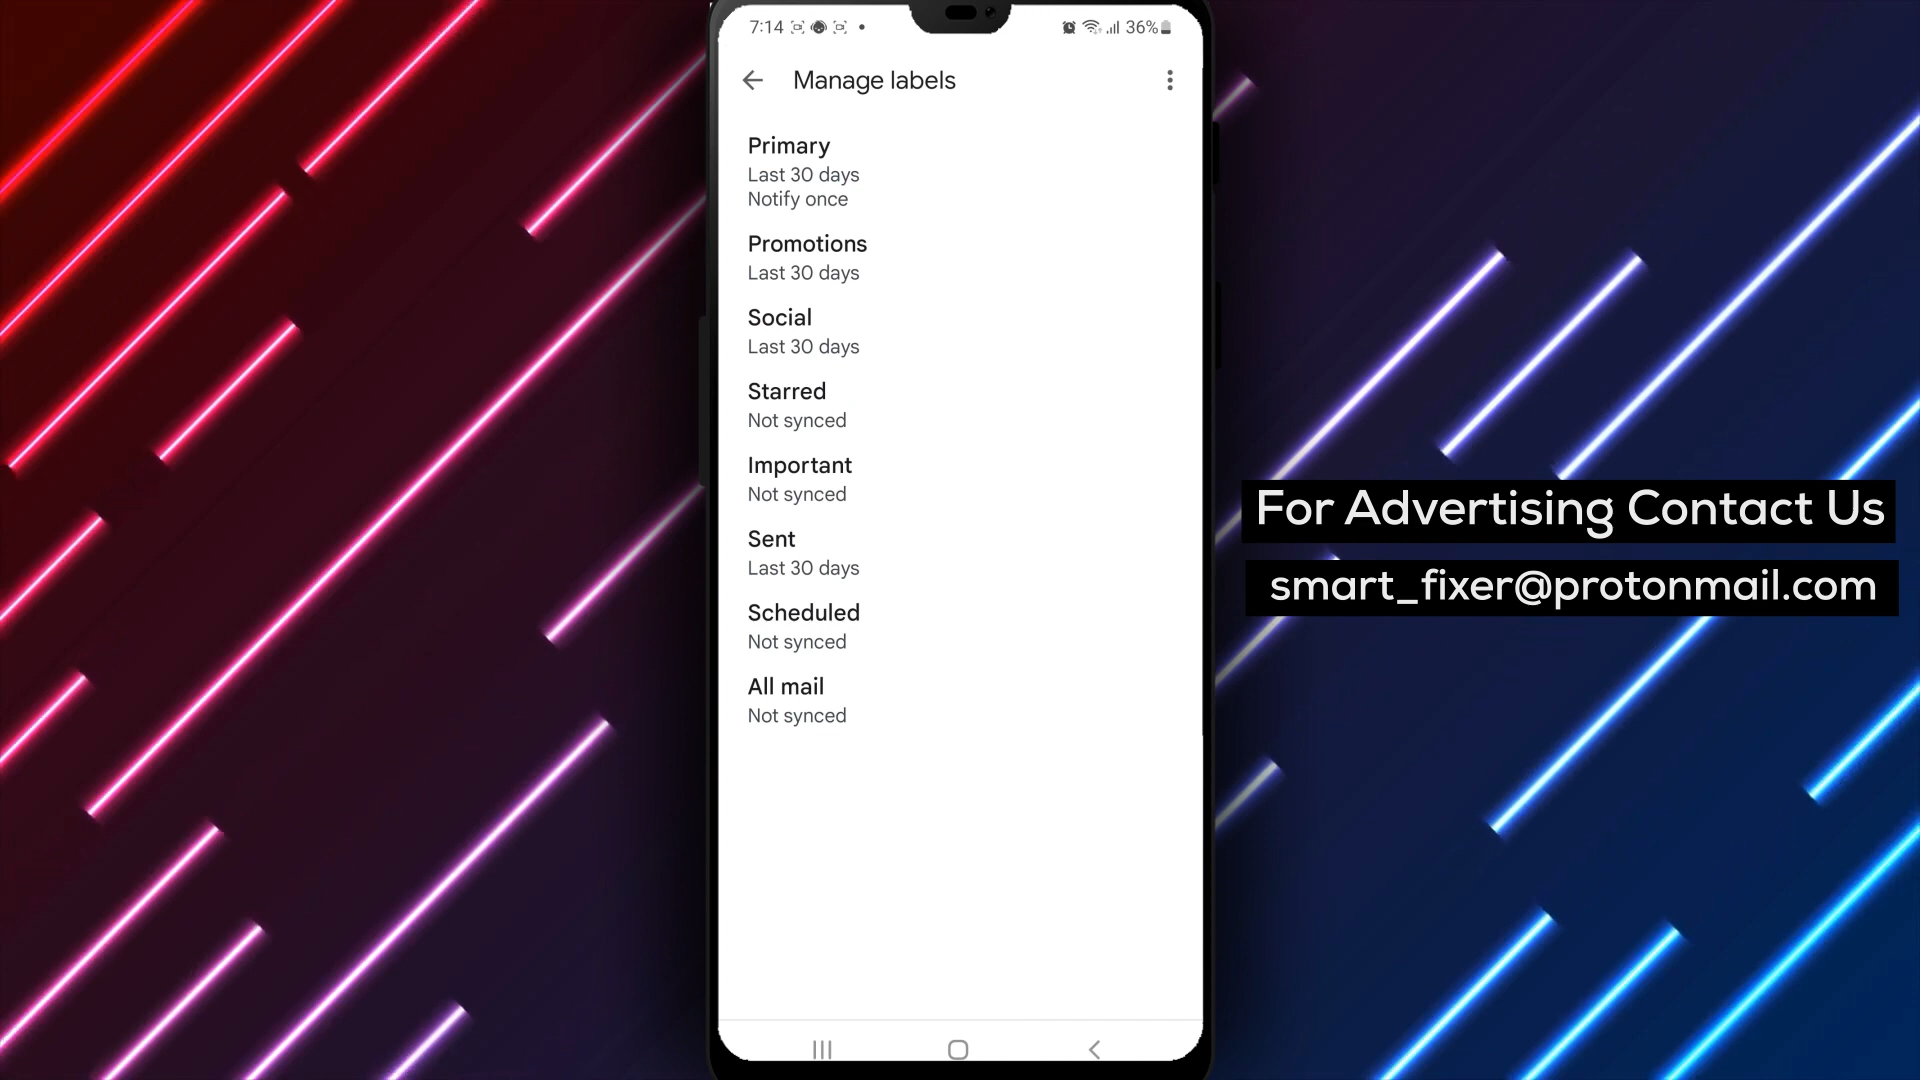 7:14
36%
Manage labels
Primary
Last 30 days
Notify once
Promotions
Last 30 days
Social
Last 30 days
Starred
Not synced
Important
Not synced
Sent
Last 30 days
Scheduled
Not synced
All mail
Not synced
For Advertising Contact Us
smart_fixer@protonmail.com